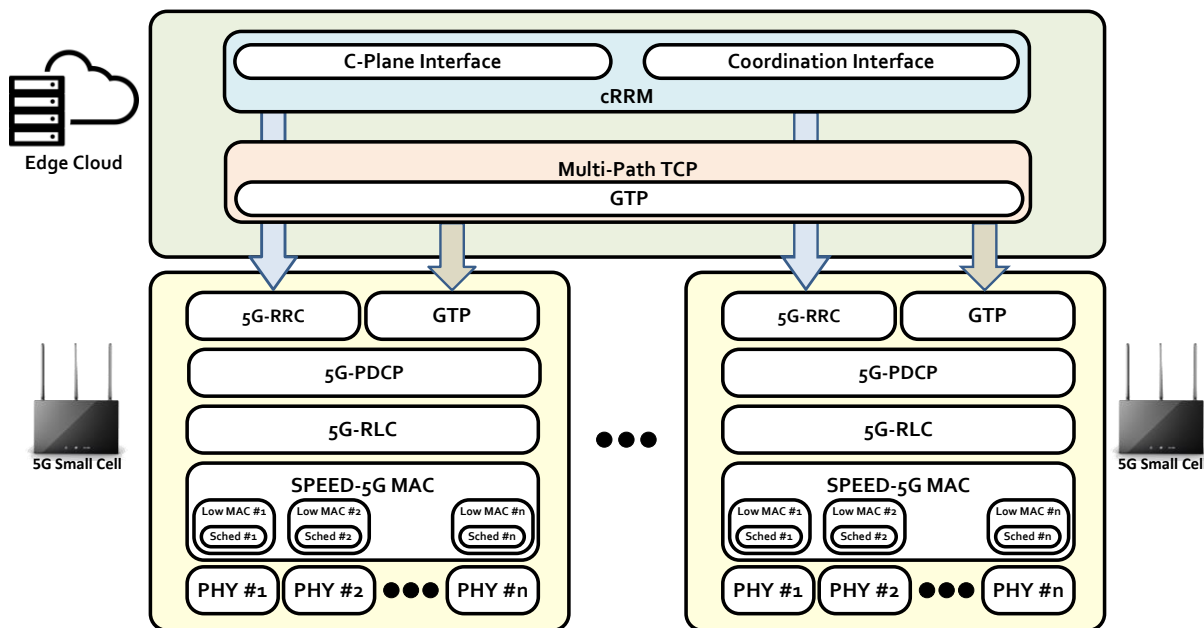 C-Plane Interface
Coordination Interface
cRRM
Edge Cloud
Multi-Path TCP
GTP
5G-RRC
GTP
5G-PDCP
5G-RLC
SPEED-5G MAC
Low MAC #1
Low MAC #2
Low MAC #n
Sched #1
Sched #2
Sched #n
PHY #1
PHY #2
PHY #n
5G Small Cell
5G-RRC
GTP
5G-PDCP
5G-RLC
SPEED-5G MAC
Low MAC #1
Low MAC #2
Low MAC #n
Sched #1
Sched #2
Sched #n
PHY #1
PHY #2
PHY #n
5G Small Cel